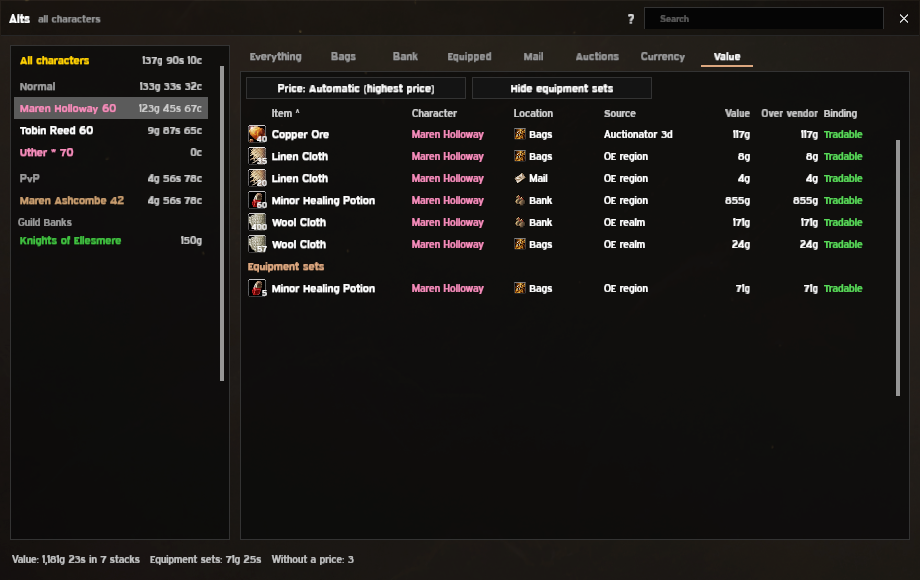 Alts all characters ? Search ×
All characters 137g 90s 10c
Normal 133g 33s 32c
Maren Holloway 60 123g 45s 67c
Tobin Reed 60 9g 87s 65c
Uther * 70 0c
PvP 4g 56s 78c
Maren Ashcombe 42 4g 56s 78c
Guild Banks
Knights of Ellesmere 150g
Everything Bags Bank Equipped Mail Auctions Currency Value
Price: Automatic (highest price) Hide equipment sets
Item ^ Character Location Source Value Over vendor Binding
40 Copper Ore Maren Holloway Bags Auctionator 3d 117g 117g Tradable
35 Linen Cloth Maren Holloway Bags OE region 8g 8g Tradable
20 Linen Cloth Maren Holloway Mail OE region 4g 4g Tradable
60 Minor Healing Potion Maren Holloway Bank OE region 855g 855g Tradable
400 Wool Cloth Maren Holloway Bank OE realm 171g 171g Tradable
57 Wool Cloth Maren Holloway Bags OE realm 24g 24g Tradable
Equipment sets
5 Minor Healing Potion Maren Holloway Bags OE region 71g 71g Tradable
Value: 1,181g 23s in 7 stacks Equipment sets: 71g 25s Without a price: 3